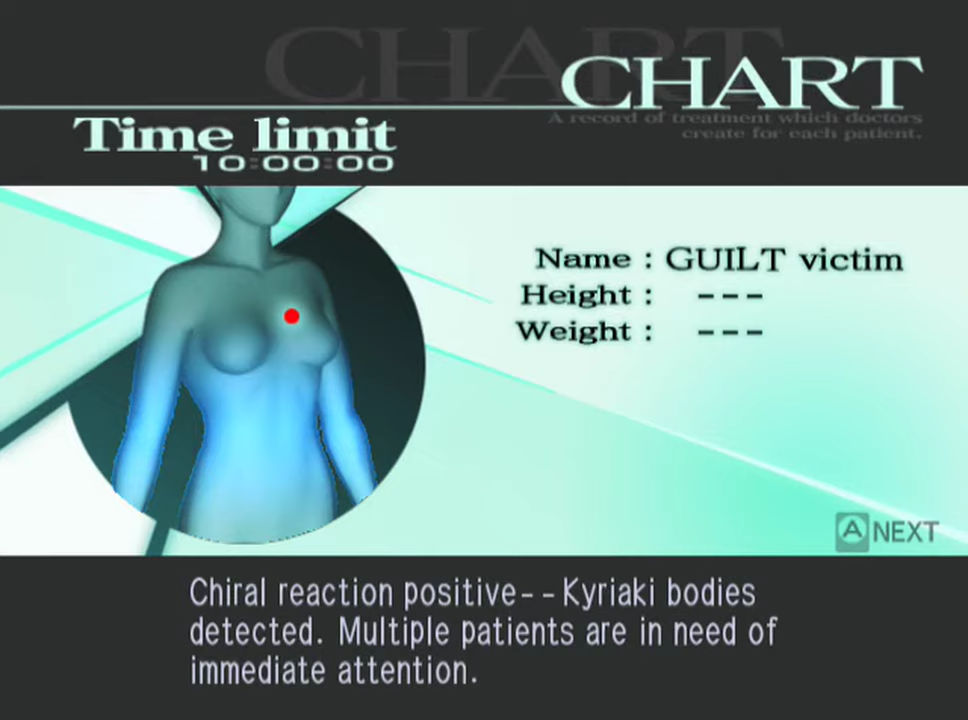 CHART
CHART
A record of treatment which doctors
create for each patient.
Time limit
10:00:00
Name : GUILT victim
Height : ---
Weight : ---
A NEXT
Chiral reaction positive--Kyriaki bodies
detected. Multiple patients are in need of
immediate attention.